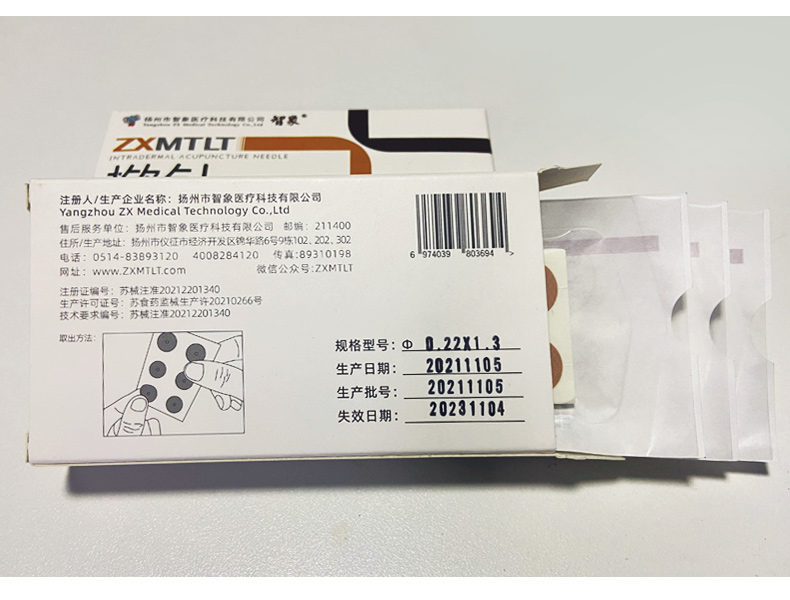 扬州市智象医疗科技有限公司 智象®
Yangzhou ZX Medical Technology Co.,Ltd
ZXMTLT
INTRADERMAL ACUPUNCTURE NEEDLE
注册人/生产企业名称：扬州市智象医疗科技有限公司
Yangzhou ZX Medical Technology Co.,Ltd
售后服务单位：扬州市智象医疗科技有限公司 邮编：211400
住所/生产地址：扬州市仪征市经济开发区锦华路6号9栋102, 202, 302
电话：0514-83893120 4008284120 传真:89310198
网址：www.ZXMTLT.com 微信公众号:ZXMTLT
6 974039 803694 >
注册证编号：苏械注准20212201340
生产许可证号：苏食药监械生产许20210266号
技术要求编号：苏械注准20212201340
取出方法：
规格型号：Φ 0.22X1.3
生产日期：20211105
生产批号：20211105
失效日期：20231104